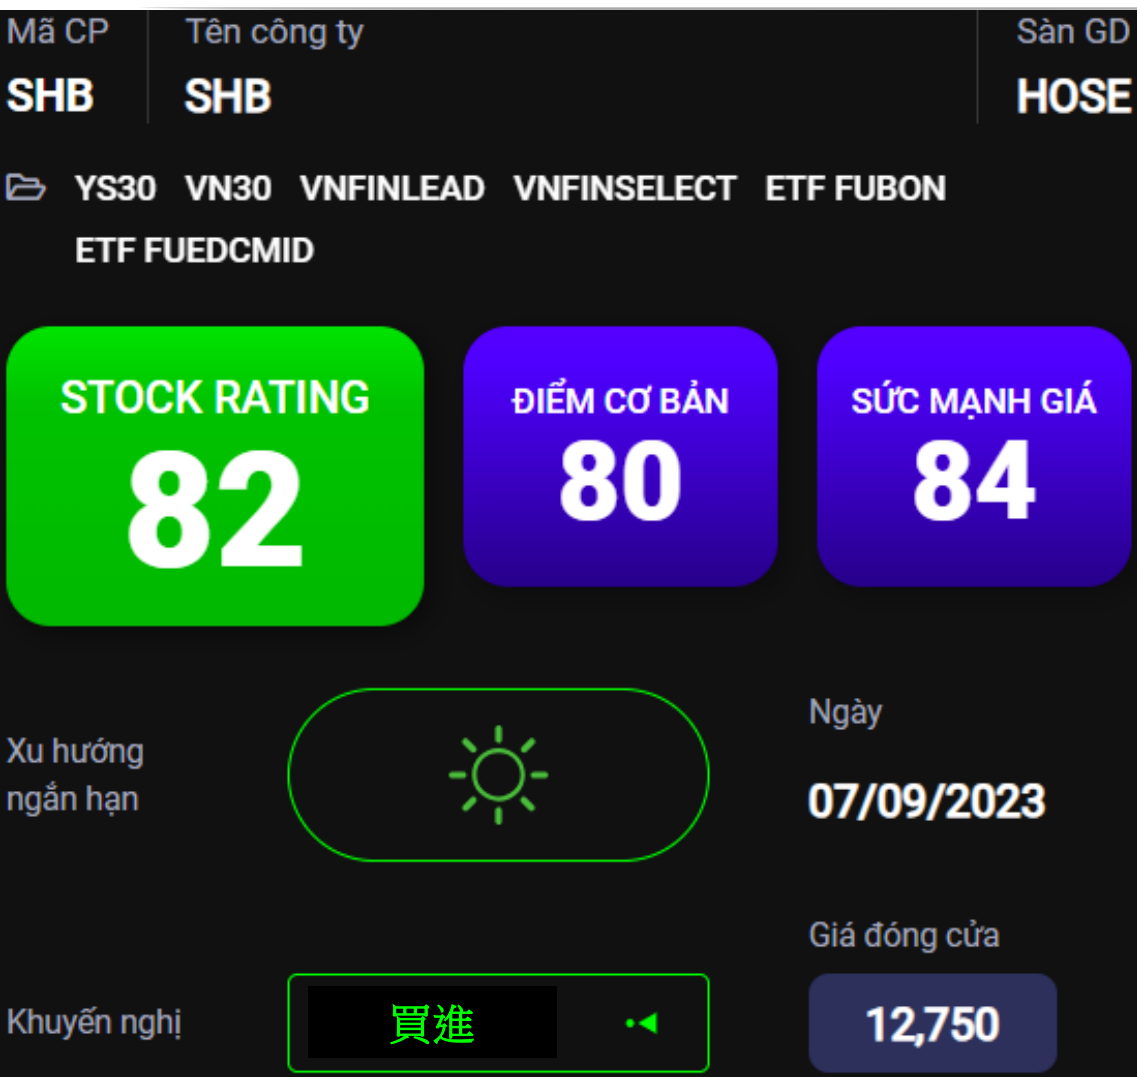 Mã CP Tên công ty Sàn GD
SHB SHB HOSE
YS30 VN30 VNFINLEAD VNFINSELECT ETF FUBON
ETF FUEDCMID
STOCK RATING ĐIỂM CƠ BẢN SỨC MẠNH GIÁ
82 80 84
Xu hướng
ngắn hạn
Ngày
07/09/2023
Giá đóng cửa
Khuyến nghị 買進 12,750